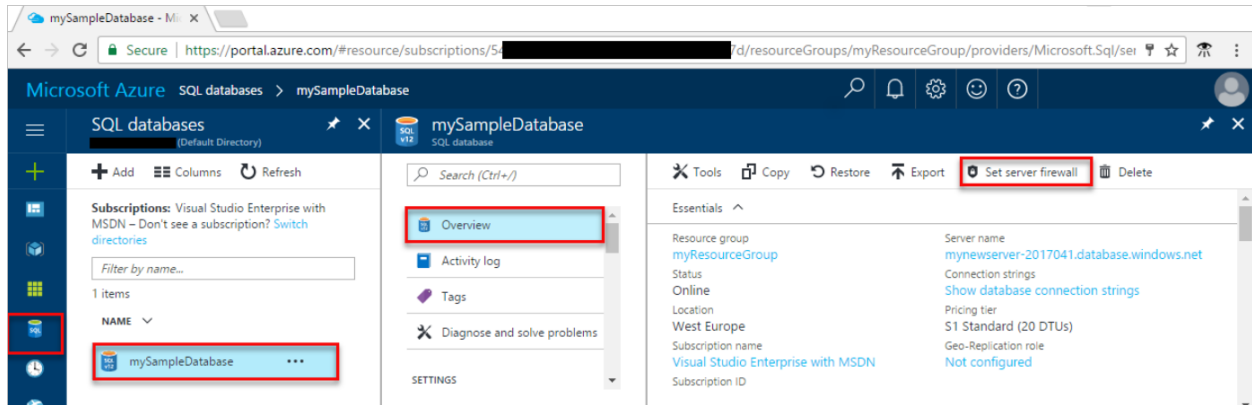 mySampleDatabase - Mi
Secure | https://portal.azure.com/#resource/subscriptions/54 7d/resourceGroups/myResourceGroup/providers/Microsoft.Sql/ser
Microsoft Azure SQL databases > mySampleDatabase
SQL databases
(Default Directory)
Add Columns Refresh
Subscriptions: Visual Studio Enterprise with
MSDN – Don't see a subscription? Switch
directories
Filter by name...
1 items
NAME
SQL v12 mySampleDatabase ...
SQL
SQL v12 mySampleDatabase
SQL database
Search (Ctrl+/)
Overview
Activity log
Tags
Diagnose and solve problems
SETTINGS
Tools Copy Restore Export Set server firewall Delete
Essentials
Resource group
myResourceGroup
Status
Online
Location
West Europe
Subscription name
Visual Studio Enterprise with MSDN
Subscription ID
Server name
mynewserver-2017041.database.windows.net
Connection strings
Show database connection strings
Pricing tier
S1 Standard (20 DTUs)
Geo-Replication role
Not configured